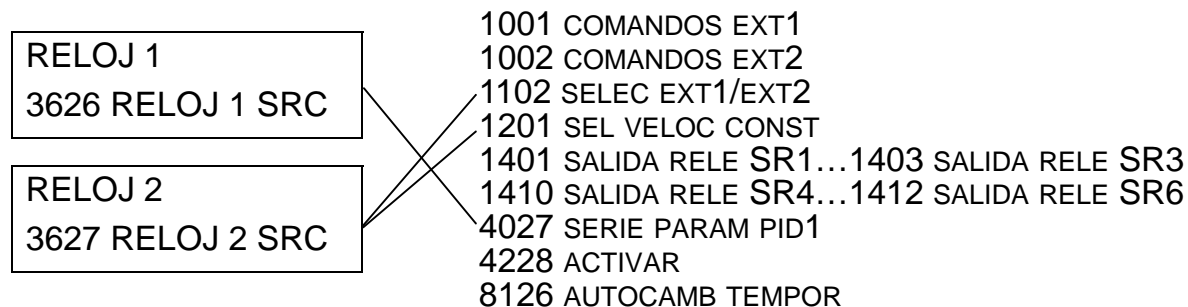 RELOJ 1
3626 RELOJ 1 SRC
RELOJ 2
3627 RELOJ 2 SRC
1001 COMANDOS EXT1
1002 COMANDOS EXT2
1102 SELEC EXT1/EXT2
1201 SEL VELOC CONST
1401 SALIDA RELE SR1…1403 SALIDA RELE SR3
1410 SALIDA RELE SR4…1412 SALIDA RELE SR6
4027 SERIE PARAM PID1
4228 ACTIVAR
8126 AUTOCAMB TEMPOR